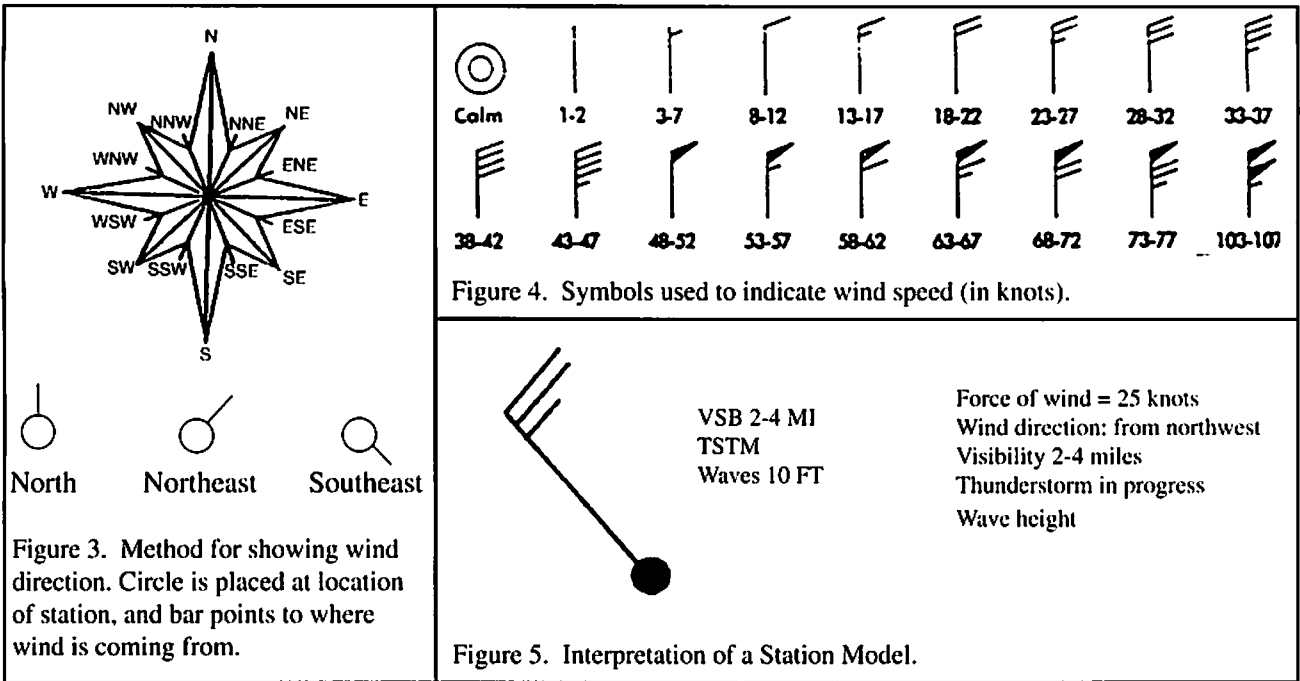 N
NW
NNW
NNE
NE
WNW
ENE
W
E
WSW
ESE
SW
SSW
SSE
SE
S
North Northeast Southeast
Figure 3. Method for showing wind
direction. Circle is placed at location
of station, and bar points to where
wind is coming from.
Calm 1-2 3-7 8-12 13-17 18-22 23-27 28-32 33-37
38-42 43-47 48-52 53-57 58-62 63-67 68-72 73-77 103-107
Figure 4. Symbols used to indicate wind speed (in knots).
VSB 2-4 MI
TSTM
Waves 10 FT
Force of wind = 25 knots
Wind direction: from northwest
Visibility 2-4 miles
Thunderstorm in progress
Wave height
Figure 5. Interpretation of a Station Model.